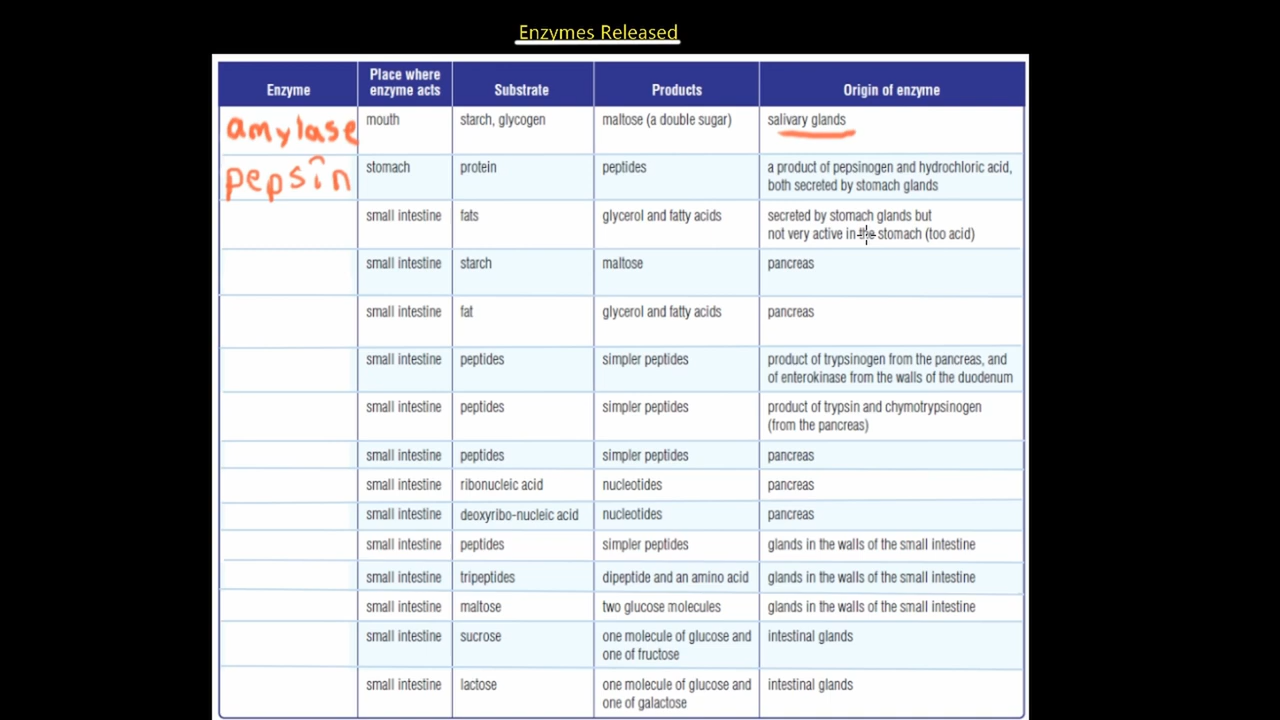 Enzymes Released
Enzyme
Place where
enzyme acts
Substrate
Products
Origin of enzyme
amylase
mouth
starch, glycogen
maltose (a double sugar)
salivary glands
pepsin
stomach
protein
peptides
a product of pepsinogen and hydrochloric acid,
both secreted by stomach glands
small intestine
fats
glycerol and fatty acids
secreted by stomach glands but
not very active in the stomach (too acid)
small intestine
starch
maltose
pancreas
small intestine
fat
glycerol and fatty acids
pancreas
small intestine
peptides
simpler peptides
product of trypsinogen from the pancreas, and
of enterokinase from the walls of the duodenum
small intestine
peptides
simpler peptides
product of trypsin and chymotrypsinogen
(from the pancreas)
small intestine
peptides
simpler peptides
pancreas
small intestine
ribonucleic acid
nucleotides
pancreas
small intestine
deoxyribo-nucleic acid
nucleotides
pancreas
small intestine
peptides
simpler peptides
glands in the walls of the small intestine
small intestine
tripeptides
dipeptide and an amino acid
glands in the walls of the small intestine
small intestine
maltose
two glucose molecules
glands in the walls of the small intestine
small intestine
sucrose
one molecule of glucose and
one of fructose
intestinal glands
small intestine
lactose
one molecule of glucose and
one of galactose
intestinal glands